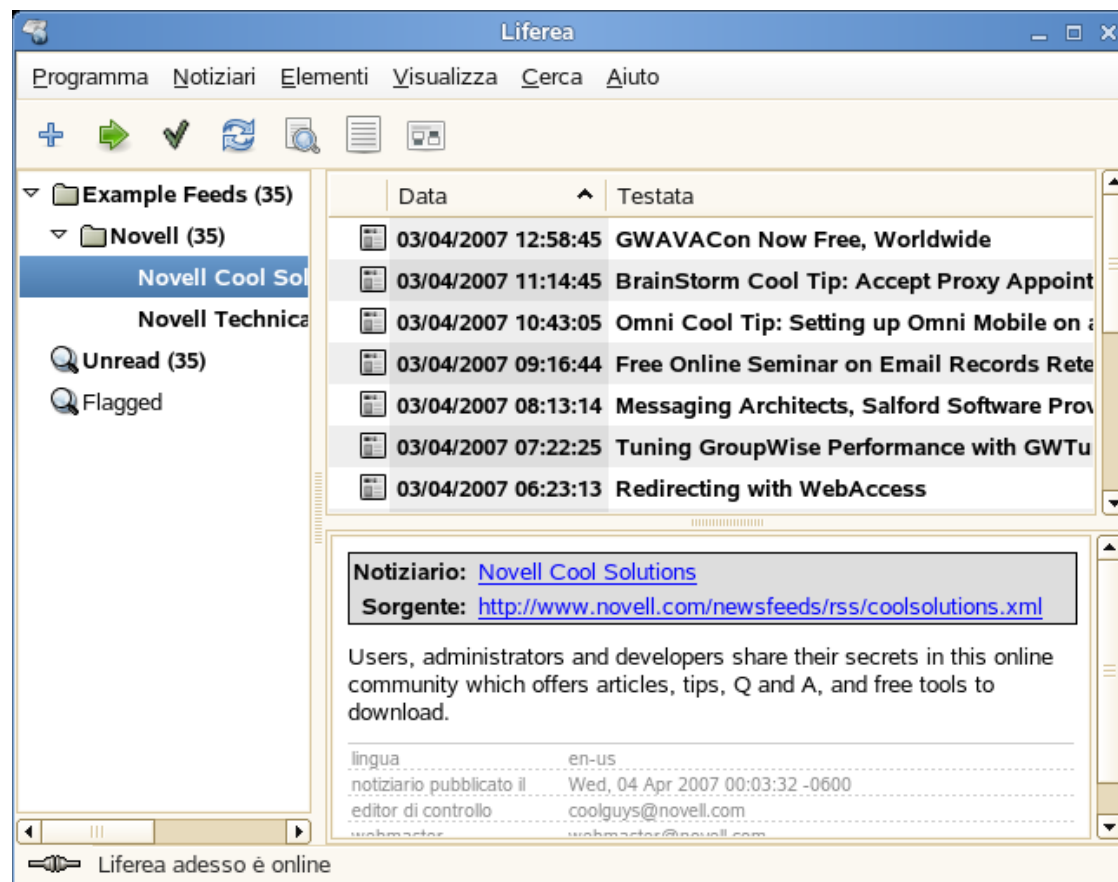 Liferea
Programma Notiziari Elementi Visualizza Cerca Aiuto
Example Feeds (35)
Novell (35)
Novell Cool Sol
Novell Technica
Unread (35)
Flagged
Data Testata
03/04/2007 12:58:45 GWAVACon Now Free, Worldwide
03/04/2007 11:14:45 BrainStorm Cool Tip: Accept Proxy Appoint
03/04/2007 10:43:05 Omni Cool Tip: Setting up Omni Mobile on a
03/04/2007 09:16:44 Free Online Seminar on Email Records Rete
03/04/2007 08:13:14 Messaging Architects, Salford Software Prov
03/04/2007 07:22:25 Tuning GroupWise Performance with GWTu
03/04/2007 06:23:13 Redirecting with WebAccess
Notiziario: Novell Cool Solutions
Sorgente: http://www.novell.com/newsfeeds/rss/coolsolutions.xml
Users, administrators and developers share their secrets in this online
community which offers articles, tips, Q and A, and free tools to
download.
lingua en-us
notiziario pubblicato il Wed, 04 Apr 2007 00:03:32 -0600
editor di controllo coolguys@novell.com
webmaster webmaster@novell.com
Liferea adesso è online